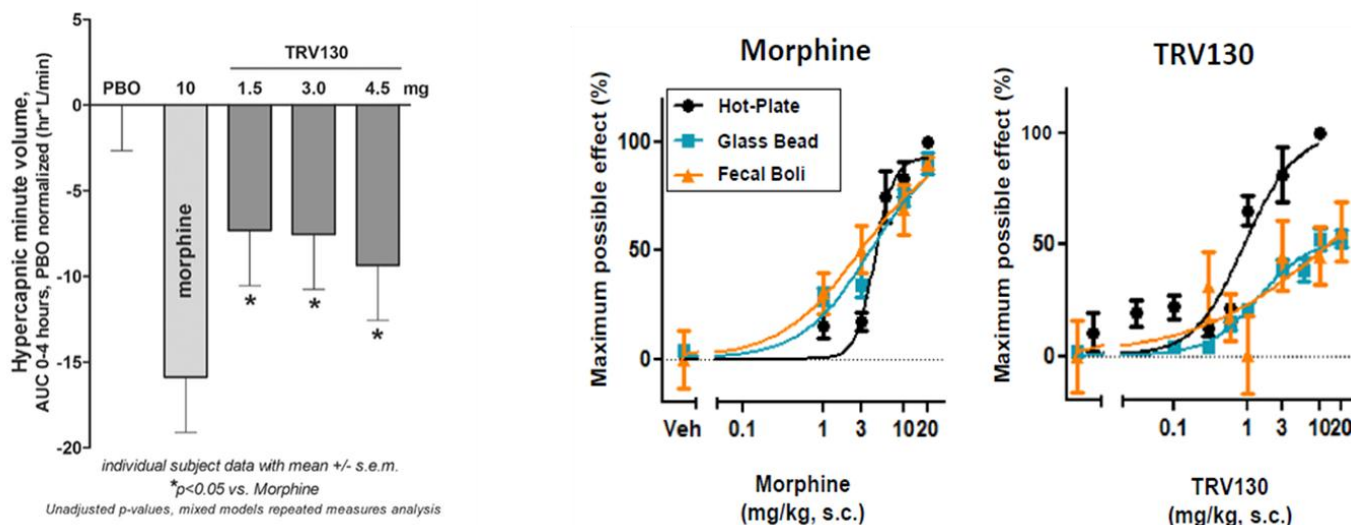 TRV130
PBO 10 1.5 3.0 4.5 mg
0
-5
-10
-15
-20
Hypercapnic minute volume,
AUC 0-4 hours, PBO normalized (hr*L/min)
morphine
*
*
*
individual subject data with mean +/- s.e.m.
*p<0.05 vs. Morphine
Unadjusted p-values, mixed models repeated measures analysis
Morphine
Maximum possible effect (%)
100
50
0
Hot-Plate
Glass Bead
Fecal Boli
Veh 0.1 1 3 10 20
Morphine
(mg/kg, s.c.)
TRV130
Maximum possible effect (%)
100
50
0
0.1 1 3 10 20
TRV130
(mg/kg, s.c.)